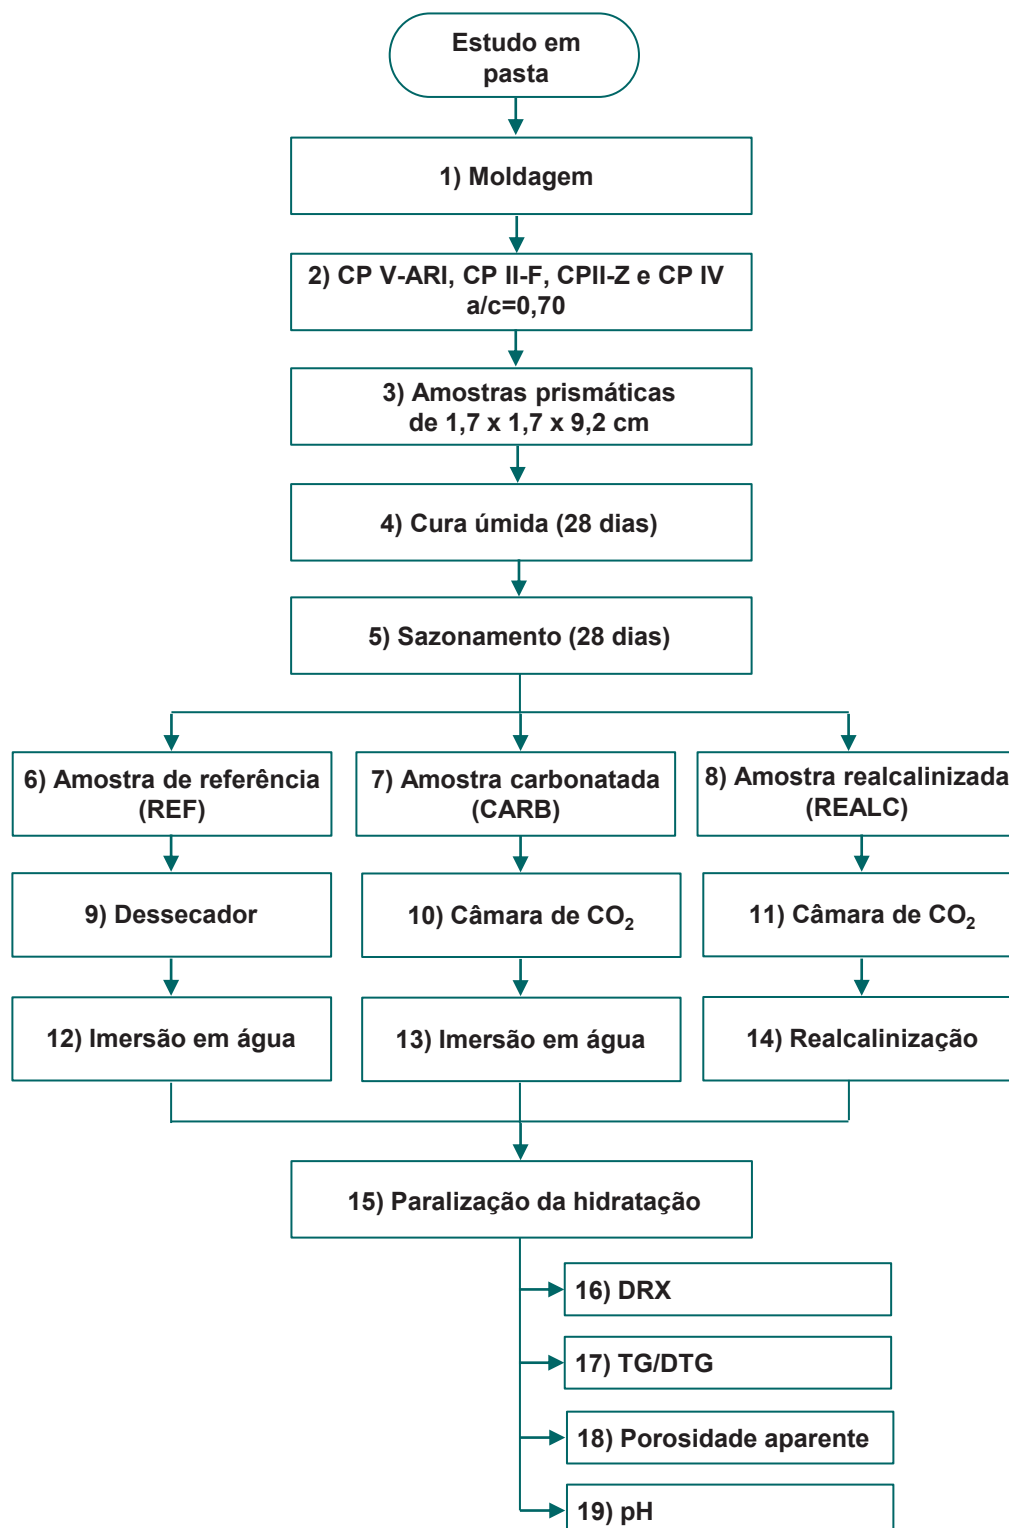 Estudo em
pasta
1) Moldagem
2) CP V-ARI, CP II-F, CPII-Z e CP IV
a/c=0,70
3) Amostras prismáticas
de 1,7 x 1,7 x 9,2 cm
4) Cura úmida (28 dias)
5) Sazonamento (28 dias)
6) Amostra de referência
(REF)
7) Amostra carbonatada
(CARB)
8) Amostra realcalinizada
(REALC)
9) Dessecador
10) Câmara de CO₂
11) Câmara de CO₂
12) Imersão em água
13) Imersão em água
14) Realcalinização
15) Paralização da hidratação
16) DRX
17) TG/DTG
18) Porosidade aparente
19) pH